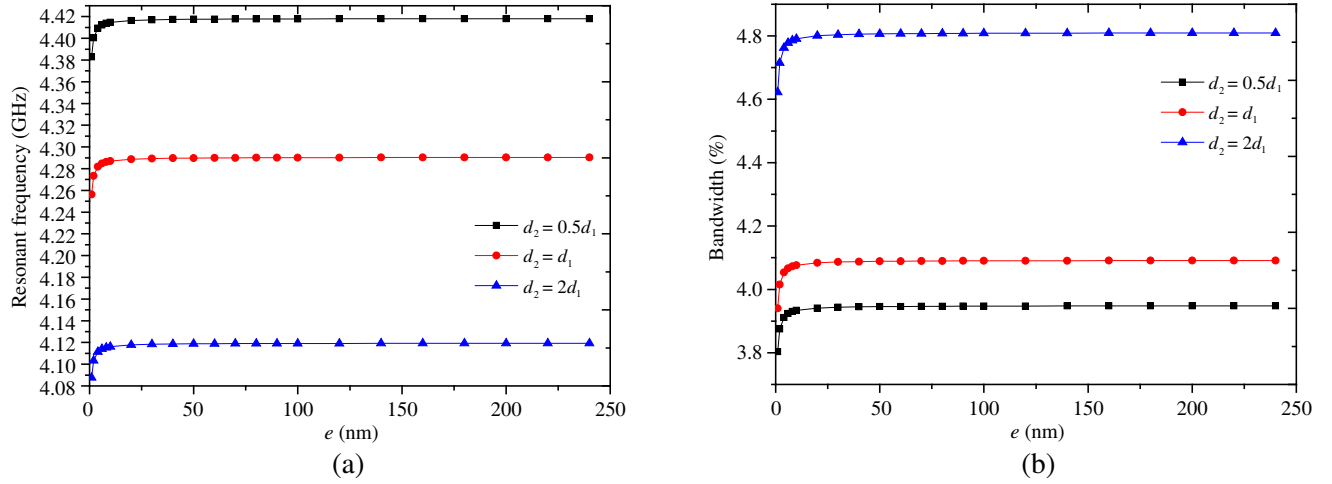 4.42
4.40
4.38
4.36
4.34
4.32
4.30
4.28
4.26
4.24
4.22
4.20
4.18
4.16
4.14
4.12
4.10
4.08
Resonant frequency (GHz)
d₂ = 0.5d₁
d₂ = d₁
d₂ = 2d₁
0 50 100 150 200 250
e (nm)
(a)
4.8
4.6
4.4
4.2
4.0
3.8
Bandwidth (%)
d₂ = 0.5d₁
d₂ = d₁
d₂ = 2d₁
0 50 100 150 200 250
e (nm)
(b)